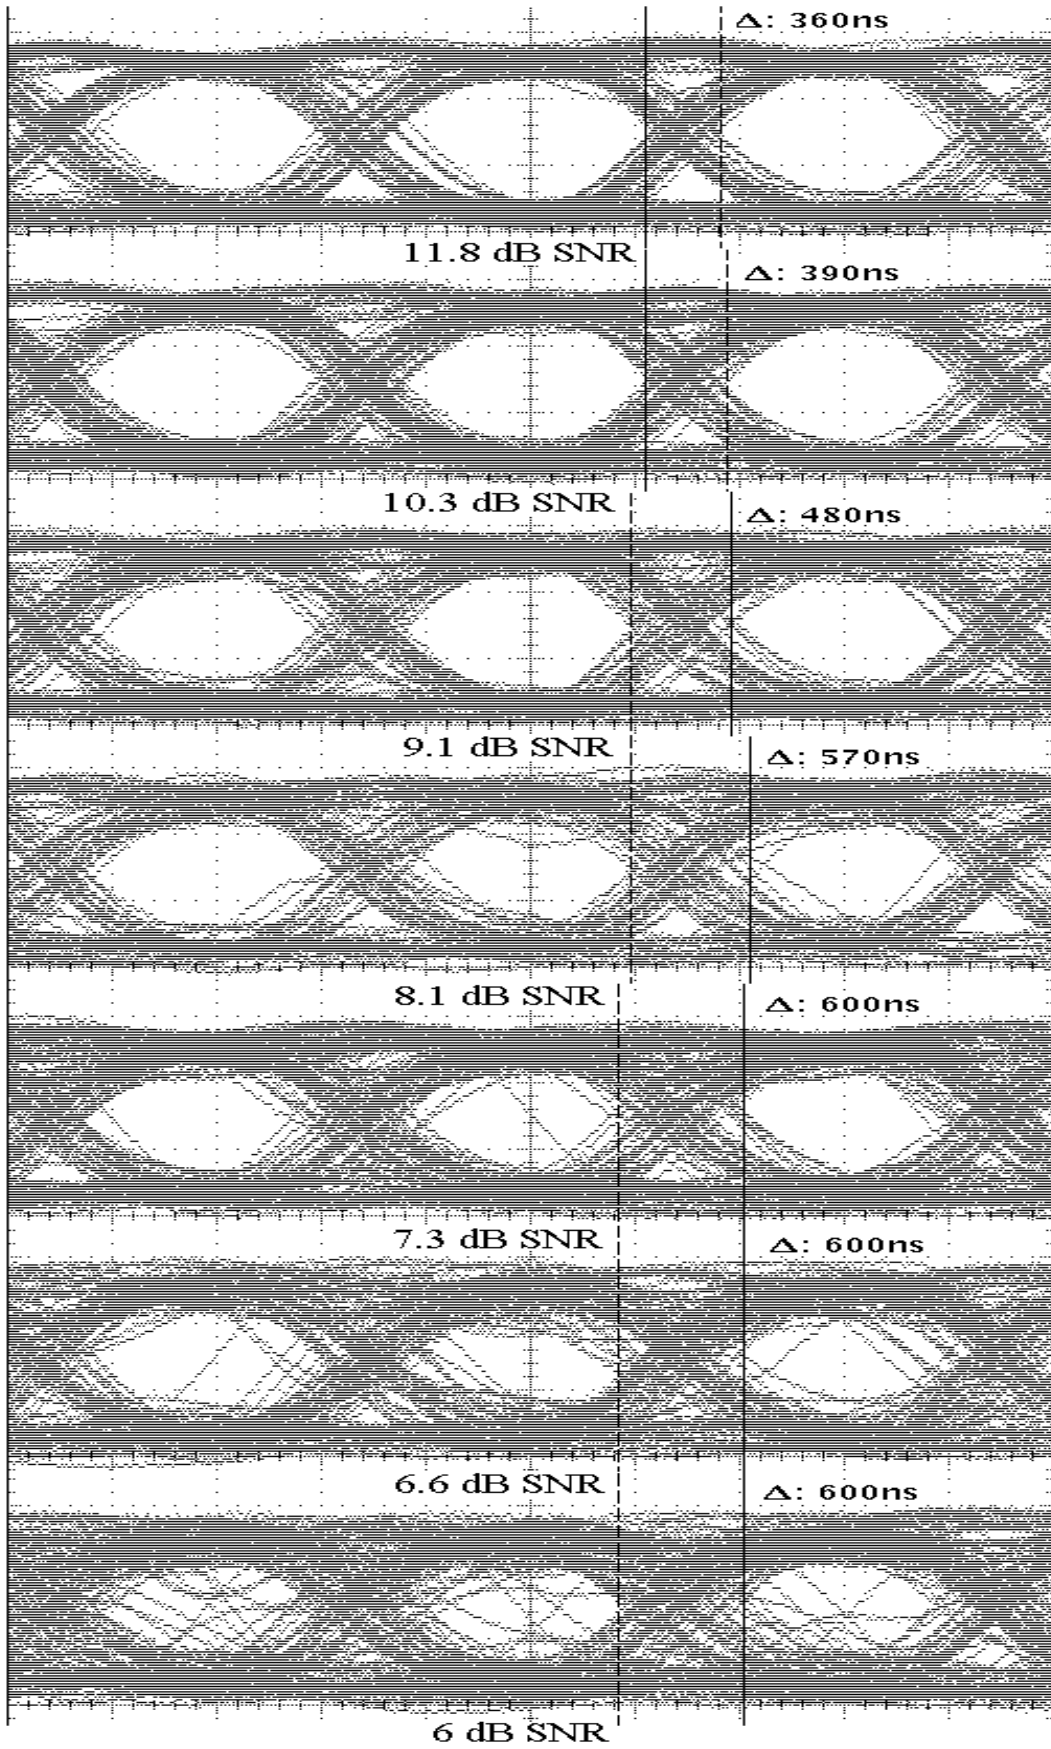 Δ: 360ns
11.8 dB SNR
Δ: 390ns
10.3 dB SNR
Δ: 480ns
9.1 dB SNR
Δ: 570ns
8.1 dB SNR
Δ: 600ns
7.3 dB SNR
Δ: 600ns
6.6 dB SNR
Δ: 600ns
6 dB SNR